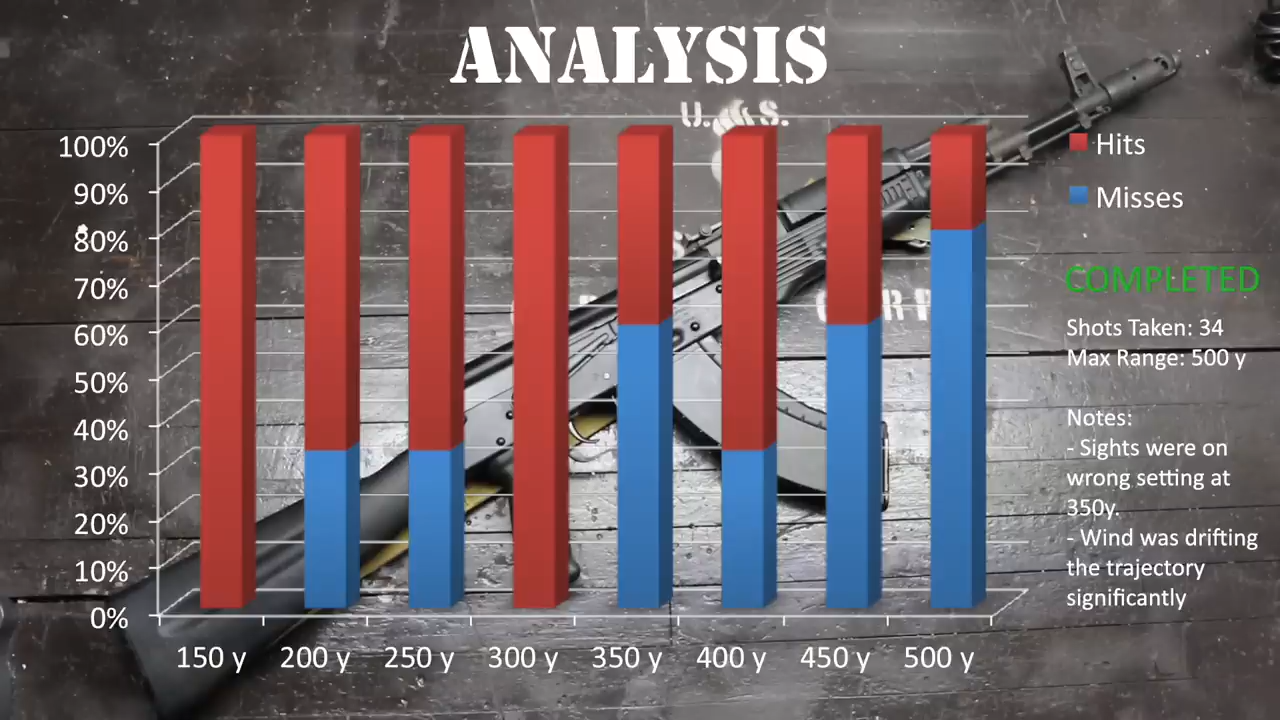 ANALYSIS
U. S.
100%
90%
80%
70%
60%
50%
40%
30%
20%
10%
0%
150 y
200 y
250 y
300 y
350 y
400 y
450 y
500 y
Hits
Misses
COMPLETED
Shots Taken: 34
Max Range: 500 y
Notes:
- Sights were on
wrong setting at
350y.
- Wind was drifting
the trajectory
significantly